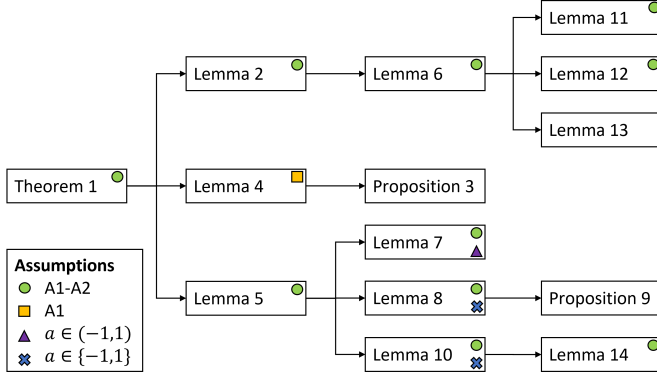 Lemma 11
Lemma 2
Lemma 6
Lemma 12
Lemma 13
Theorem 1
Lemma 4
Proposition 3
Lemma 7
Assumptions
A1-A2
A1
a ∈ (−1,1)
a ∈ {−1,1}
Lemma 5
Lemma 8
Proposition 9
Lemma 10
Lemma 14